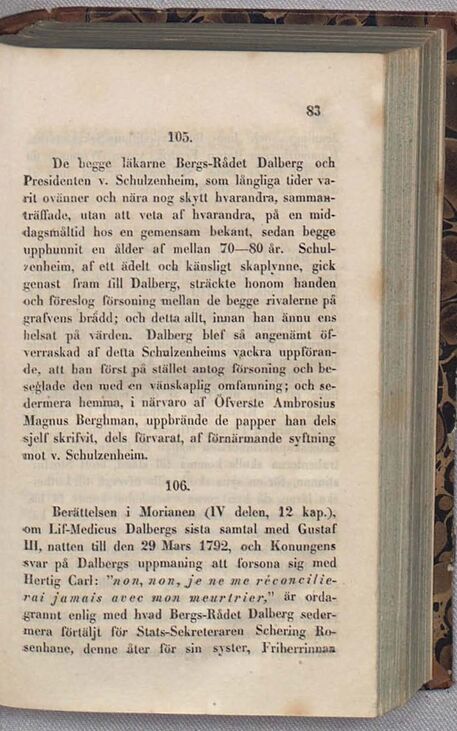 83
105.
De begge läkarne Bergs-Rådet Dalberg och
Presidenten v. Schulzenheim, som långliga tider va-
rit ovänner och nära nog skytt hvarandra, samman-
träffade, utan att veta af hvarandra, på en mid-
dagsmåltid hos en gemensam bekant, sedan begge
upphunnit en ålder af mellan 70—80 år. Schul-
zenheim, af ett ädelt och känsligt skaplynne, gick
genast fram till Dalberg, sträckte honom handen
och föreslog försoning mellan de begge rivalerne på
grafvens brädd; och detta allt, innan han ännu ens
helsat på värden. Dalberg blef så angenämt öf-
verraskad af detta Schulzenheims vackra uppföran-
de, att han först på stället antog försoning och be-
seglade den med en vänskaplig omfamning; och se-
dermera hemma, i närvaro af Öfverste Ambrosius
Magnus Berghman, uppbrände de papper han dels
sjelf skrifvit, dels förvarat, af förnärmande syftning
mot v. Schulzenheim.
106.
Berättelsen i Morianen (IV delen, 12 kap.),
om Lif-Medicus Dalbergs sista samtal med Gustaf
III, natten till den 29 Mars 1792, och Konungens
svar på Dalbergs uppmaning att forsona sig med
Hertig Carl: "non, non, je ne me réconcilie-
rai jamais avec mon meurtrier," är orda-
grannt enlig med hvad Bergs-Rådet Dalberg seder-
mera förtäljt för Stats-Sekreteraren Schering Ro-
senhane, denne åter för sin syster, Friherrinnan